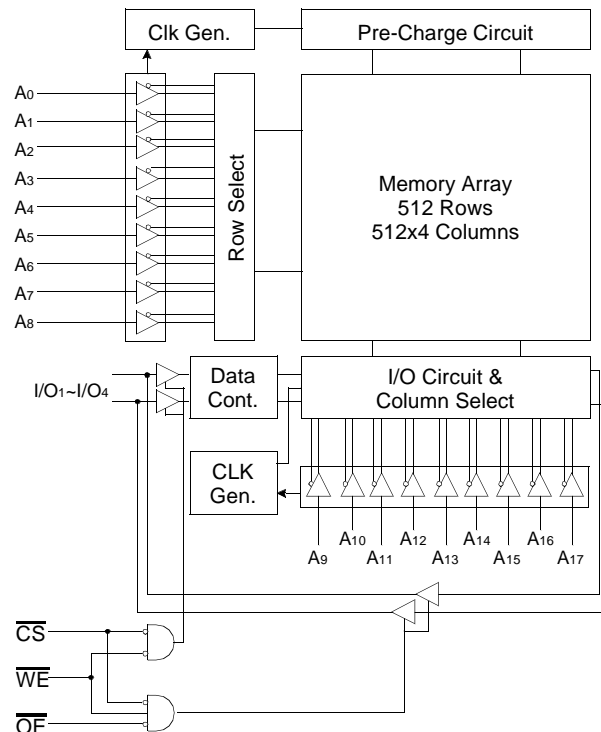 Clk Gen.
Pre-Charge Circuit
A0
A1
A2
A3
A4
A5
A6
A7
A8
Row Select
Memory Array
512 Rows
512x4 Columns
I/O1~I/O4
Data
Cont.
I/O Circuit &
Column Select
CLK
Gen.
A9
A10
A11
A12
A13
A14
A15
A16
A17
CS
WE
OE